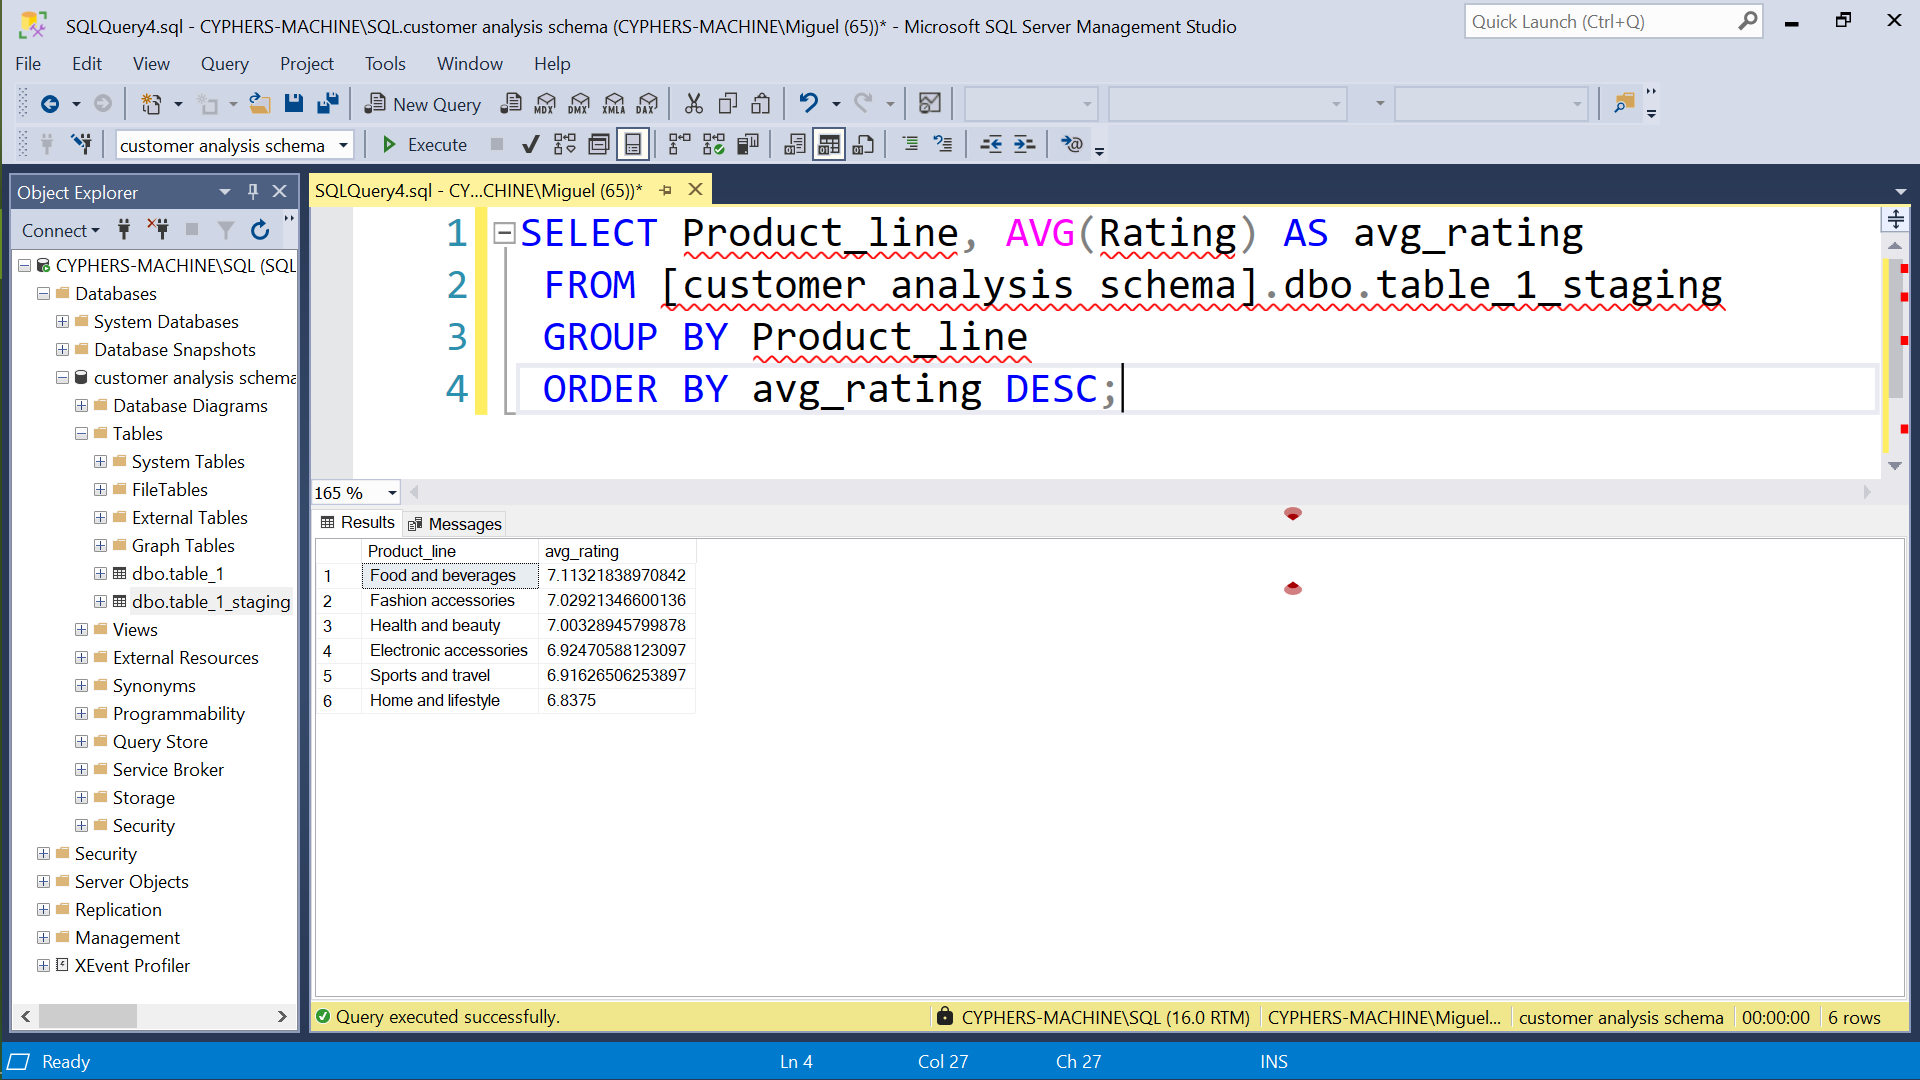 SQLQuery4.sql - CYPHERS-MACHINE\SQL.customer analysis schema (CYPHERS-MACHINE\Miguel (65))* - Microsoft SQL Server Management Studio
Quick Launch (Ctrl+Q)
File Edit View Query Project Tools Window Help
New Query MDX DMX XMLA DAX
customer analysis schema Execute
Object Explorer
Connect
CYPHERS-MACHINE\SQL (SQL
Databases
System Databases
Database Snapshots
customer analysis schema
Database Diagrams
Tables
System Tables
FileTables
External Tables
Graph Tables
dbo.table_1
dbo.table_1_staging
Views
External Resources
Synonyms
Programmability
Query Store
Service Broker
Storage
Security
Security
Server Objects
Replication
Management
XEvent Profiler
SQLQuery4.sql - CY...CHINE\Miguel (65))*
1 SELECT Product_line, AVG(Rating) AS avg_rating
2 FROM [customer analysis schema].dbo.table_1_staging
3 GROUP BY Product_line
4 ORDER BY avg_rating DESC;
165 %
Results Messages
Product_line avg_rating
1 Food and beverages 7.11321838970842
2 Fashion accessories 7.02921346600136
3 Health and beauty 7.00328945799878
4 Electronic accessories 6.92470588123097
5 Sports and travel 6.91626506253897
6 Home and lifestyle 6.8375
Query executed successfully. CYPHERS-MACHINE\SQL (16.0 RTM) CYPHERS-MACHINE\Miguel... customer analysis schema 00:00:00 6 rows
Ready Ln 4 Col 27 Ch 27 INS